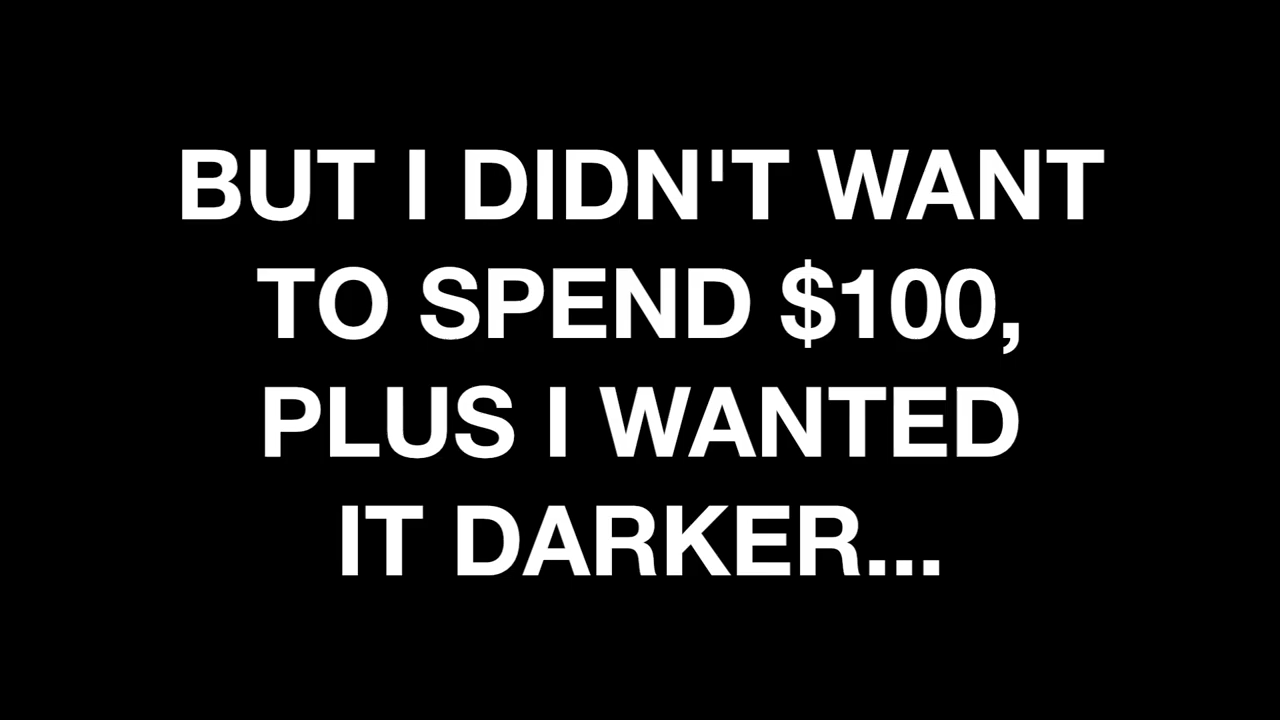 BUT I DIDN'T WANT
TO SPEND $100,
PLUS I WANTED
IT DARKER...